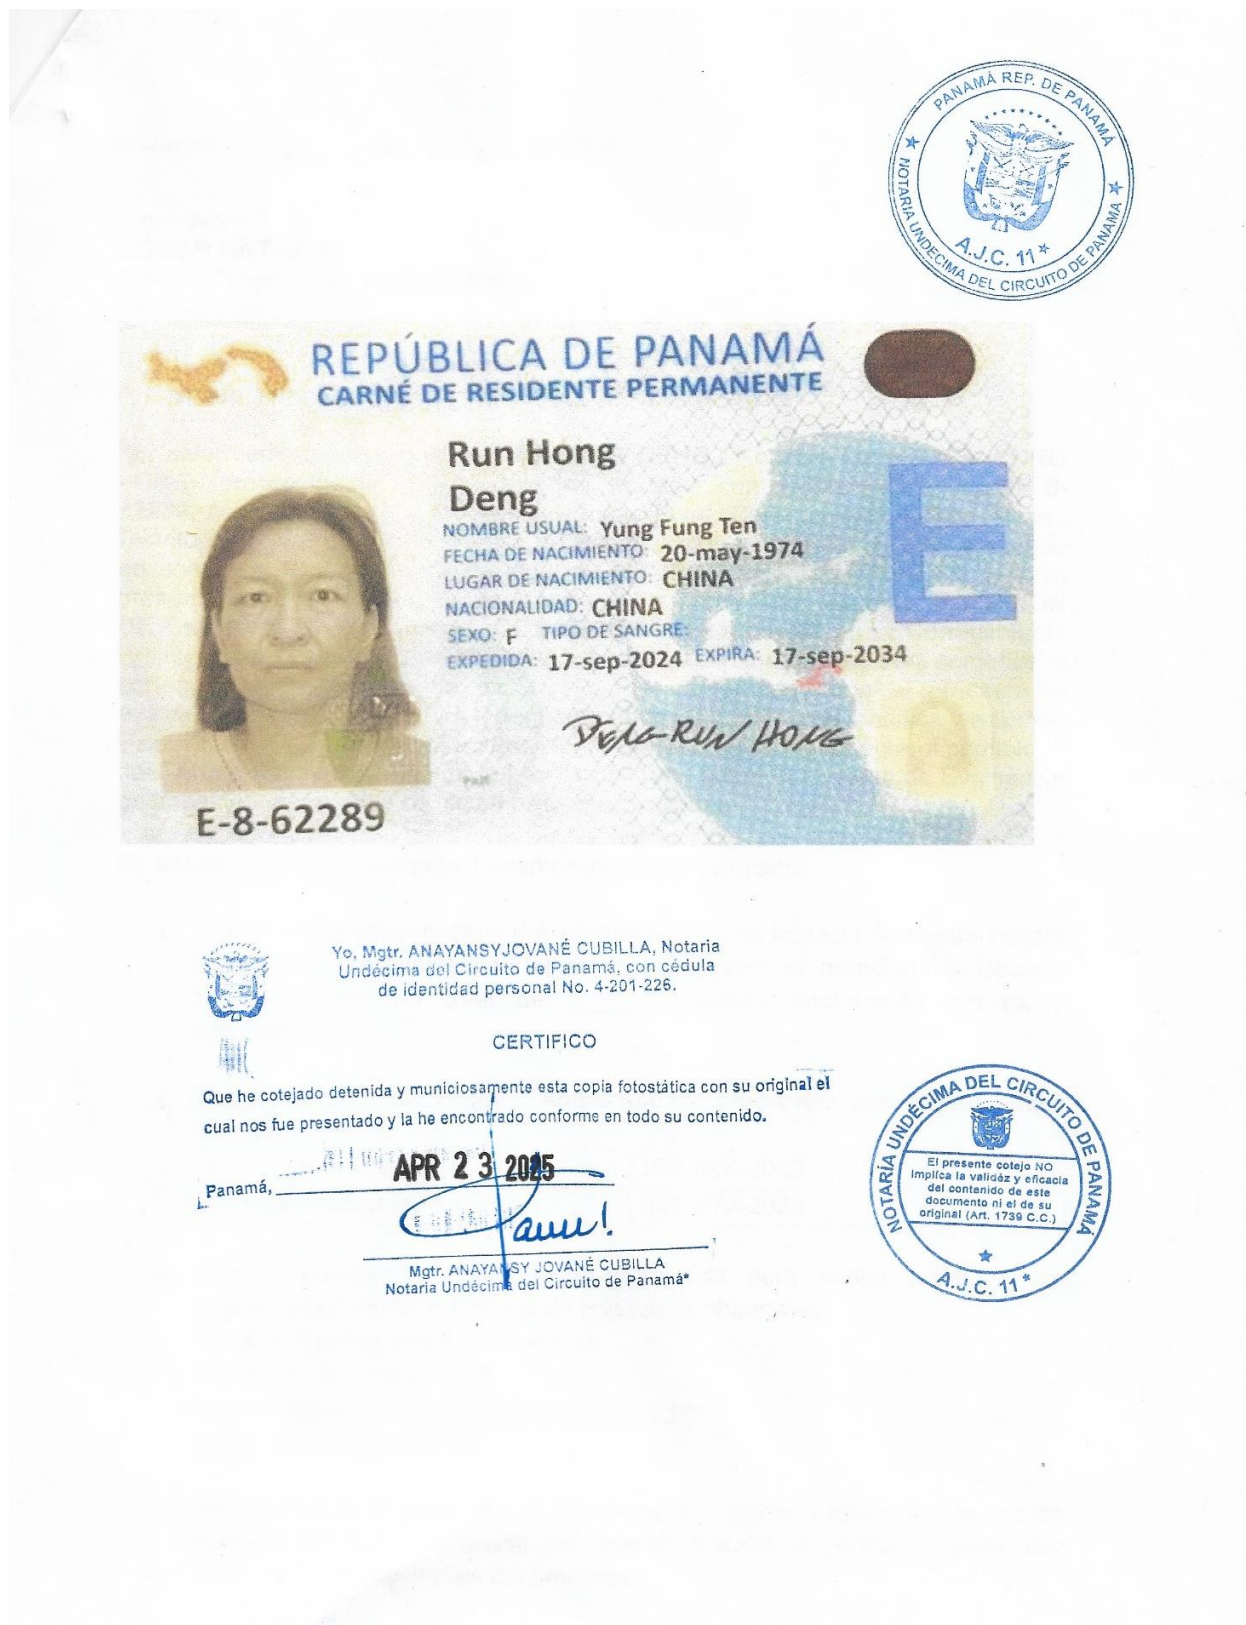 PANAMÁ REP. DE PANAMÁ
NOTARIA UNDECIMA DEL CIRCUITO DE PANAMA
A.J.C. 11
REPÚBLICA DE PANAMÁ
CARNÉ DE RESIDENTE PERMANENTE
Run Hong
Deng
NOMBRE USUAL: Yung Fung Ten
FECHA DE NACIMIENTO: 20-may-1974
LUGAR DE NACIMIENTO: CHINA
NACIONALIDAD: CHINA
SEXO: F TIPO DE SANGRE:
EXPEDIDA: 17-sep-2024 EXPIRA: 17-sep-2034
E
DENG RUN HONG
E-8-62289
Yo, Mgtr. ANAYANSY JOVANÉ CUBILLA, Notaria
Undécima del Circuito de Panamá, con cédula
de identidad personal No. 4-201-226.
CERTIFICO
Que he cotejado detenida y municiosamente esta copia fotostática con su original el
cual nos fue presentado y la he encontrado conforme en todo su contenido.
APR 23 2025
Panamá,
Mgtr. ANAYANSY JOVANÉ CUBILLA
Notaria Undécima del Circuito de Panamá*
NOTARÍA UNDÉCIMA DEL CIRCUITO DE PANAMÁ
El presente cotejo NO
implica la validéz y eficacia
del contenido de este
documento ni el de su
original (Art. 1739 C.C.)
A.J.C. 11*